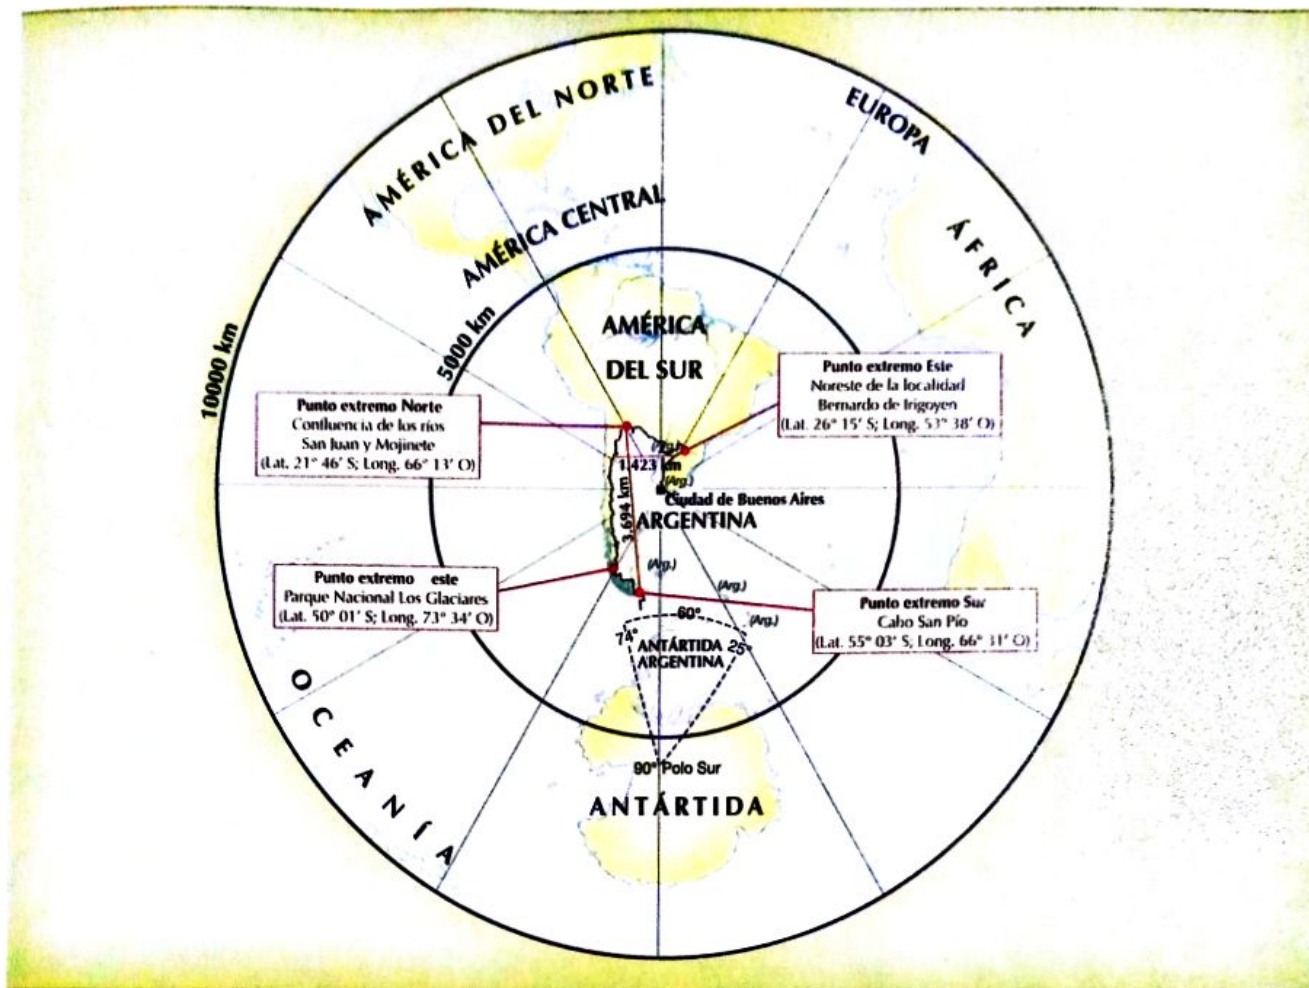 AMÉRICA DEL NORTE
EUROPA
AMÉRICA CENTRAL
ÁFRICA
10000 km
5000 km
AMÉRICA
DEL SUR
Punto extremo Este
Noreste de la localidad
Bernardo de Irigoyen
(Lat. 26° 15' S; Long. 53° 38' O)
Punto extremo Norte
Confluencia de los ríos
San Juan y Mojinete
(Lat. 21° 46' S; Long. 66° 13' O)
(Arg.)
1.423 km
(Arg.)
Ciudad de Buenos Aires
3.694 km
ARGENTINA
(Arg.)
(Arg.)
(Arg.)
Punto extremo este
Parque Nacional Los Glaciares
(Lat. 50° 01' S; Long. 73° 34' O)
Punto extremo Sur
Cabo San Pío
(Lat. 55° 03' S; Long. 66° 31' O)
60°
74°
25°
ANTÁRTIDA
ARGENTINA
OCEANÍA
90° Polo Sur
ANTÁRTIDA